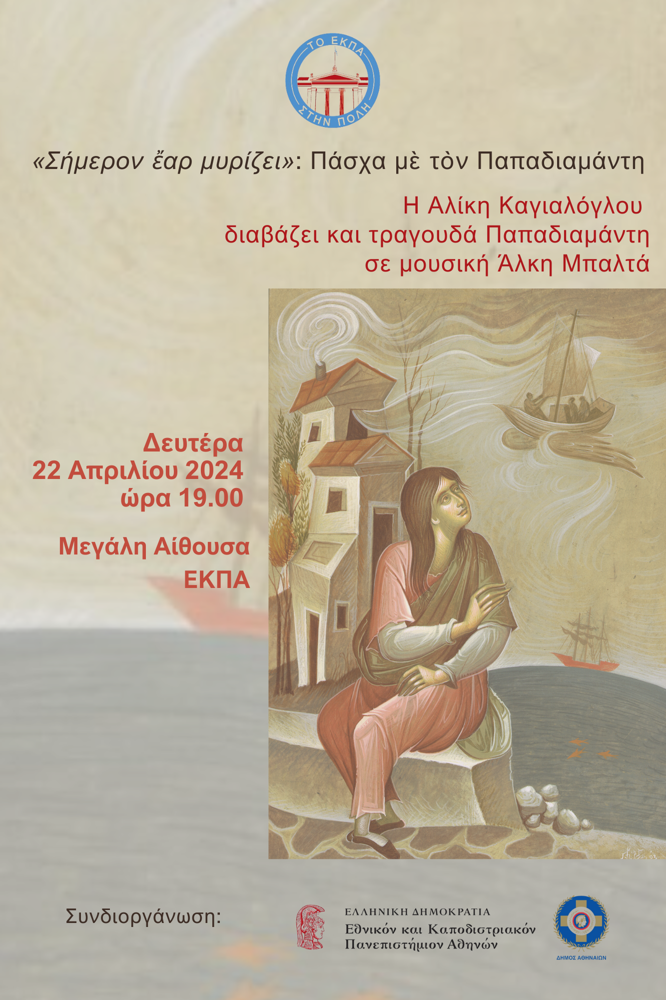 ΤΟ ΕΚΠΑ
ΣΤΗΝ ΠΟΛΗ
«Σήμερον ἔαρ μυρίζει»: Πάσχα μὲ τὸν Παπαδιαμάντη
Η Αλίκη Καγιαλόγλου
διαβάζει και τραγουδά Παπαδιαμάντη
σε μουσική Άλκη Μπαλτά
Δευτέρα
22 Απριλίου 2024
ώρα 19.00
Μεγάλη Αίθουσα
ΕΚΠΑ
Συνδιοργάνωση:
ΕΛΛΗΝΙΚΗ ΔΗΜΟΚΡΑΤΙΑ
Εθνικόν και Καποδιστριακόν
Πανεπιστήμιον Αθηνών
ΔΗΜΟΣ ΑΘΗΝΑΙΩΝ